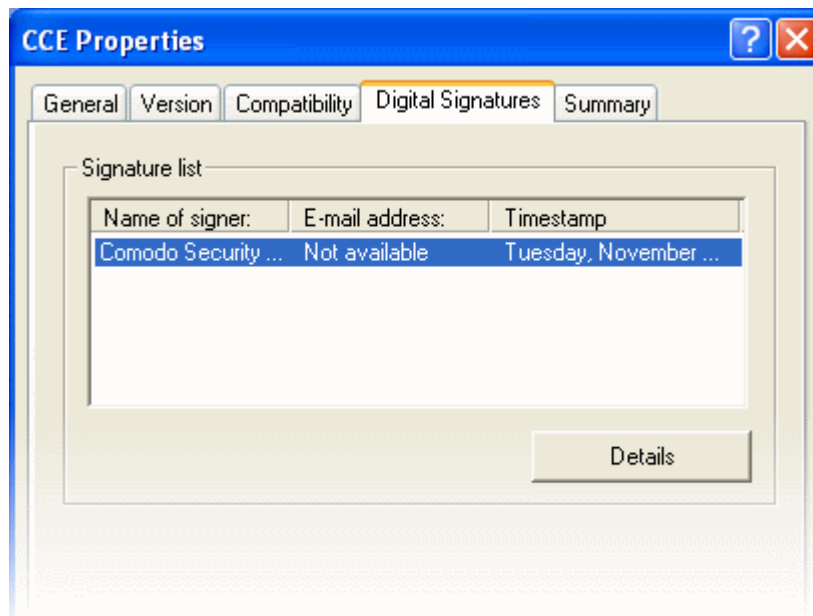 CCE Properties ?
General Version Compatibility Digital Signatures Summary
Signature list
Name of signer: E-mail address: Timestamp
Comodo Security ... Not available Tuesday, November ...
Details